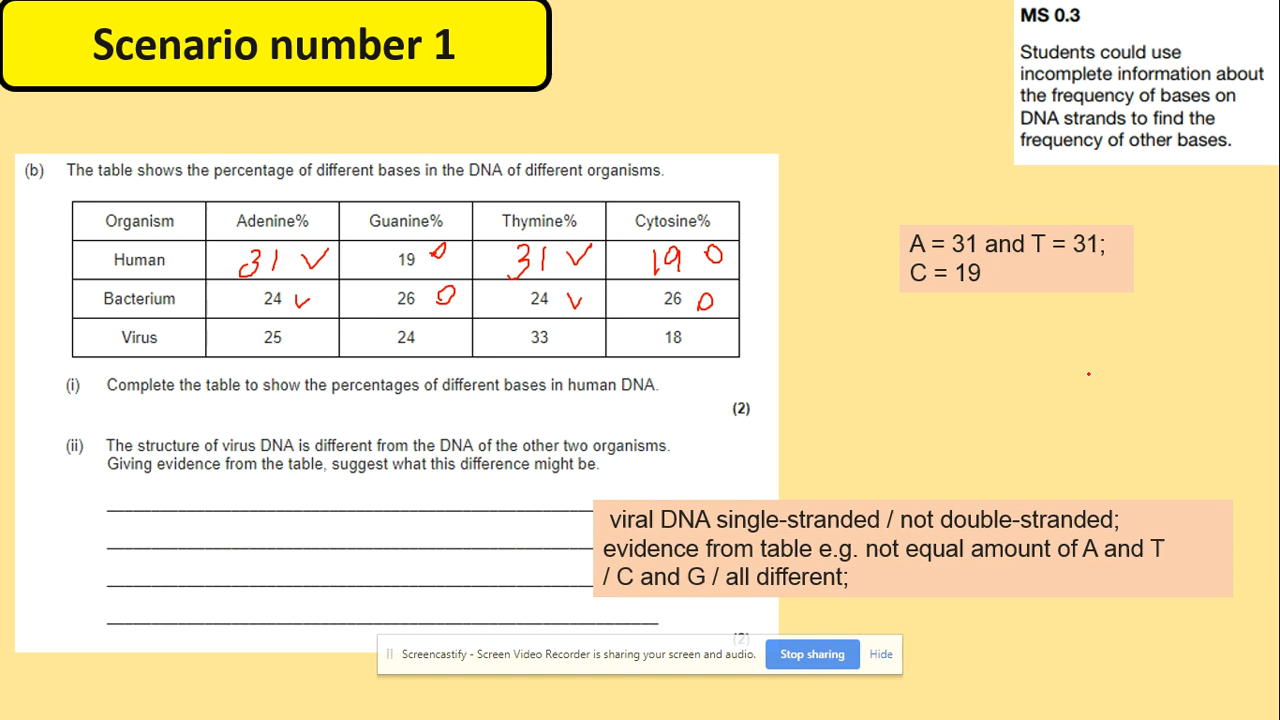 Scenario number 1
MS 0.3
Students could use
incomplete information about
the frequency of bases on
DNA strands to find the
frequency of other bases.
(b) The table shows the percentage of different bases in the DNA of different organisms.
Organism Adenine% Guanine% Thymine% Cytosine%
Human 31 ✓ 19 o 31 ✓ 19 o
Bacterium 24 ✓ 26 o 24 ✓ 26 o
Virus 25 24 33 18
A = 31 and T = 31;
C = 19
(i) Complete the table to show the percentages of different bases in human DNA.
(2)
(ii) The structure of virus DNA is different from the DNA of the other two organisms.
Giving evidence from the table, suggest what this difference might be.
viral DNA single-stranded / not double-stranded;
evidence from table e.g. not equal amount of A and T
/ C and G / all different;
(2)
Screencastify - Screen Video Recorder is sharing your screen and audio. Stop sharing Hide